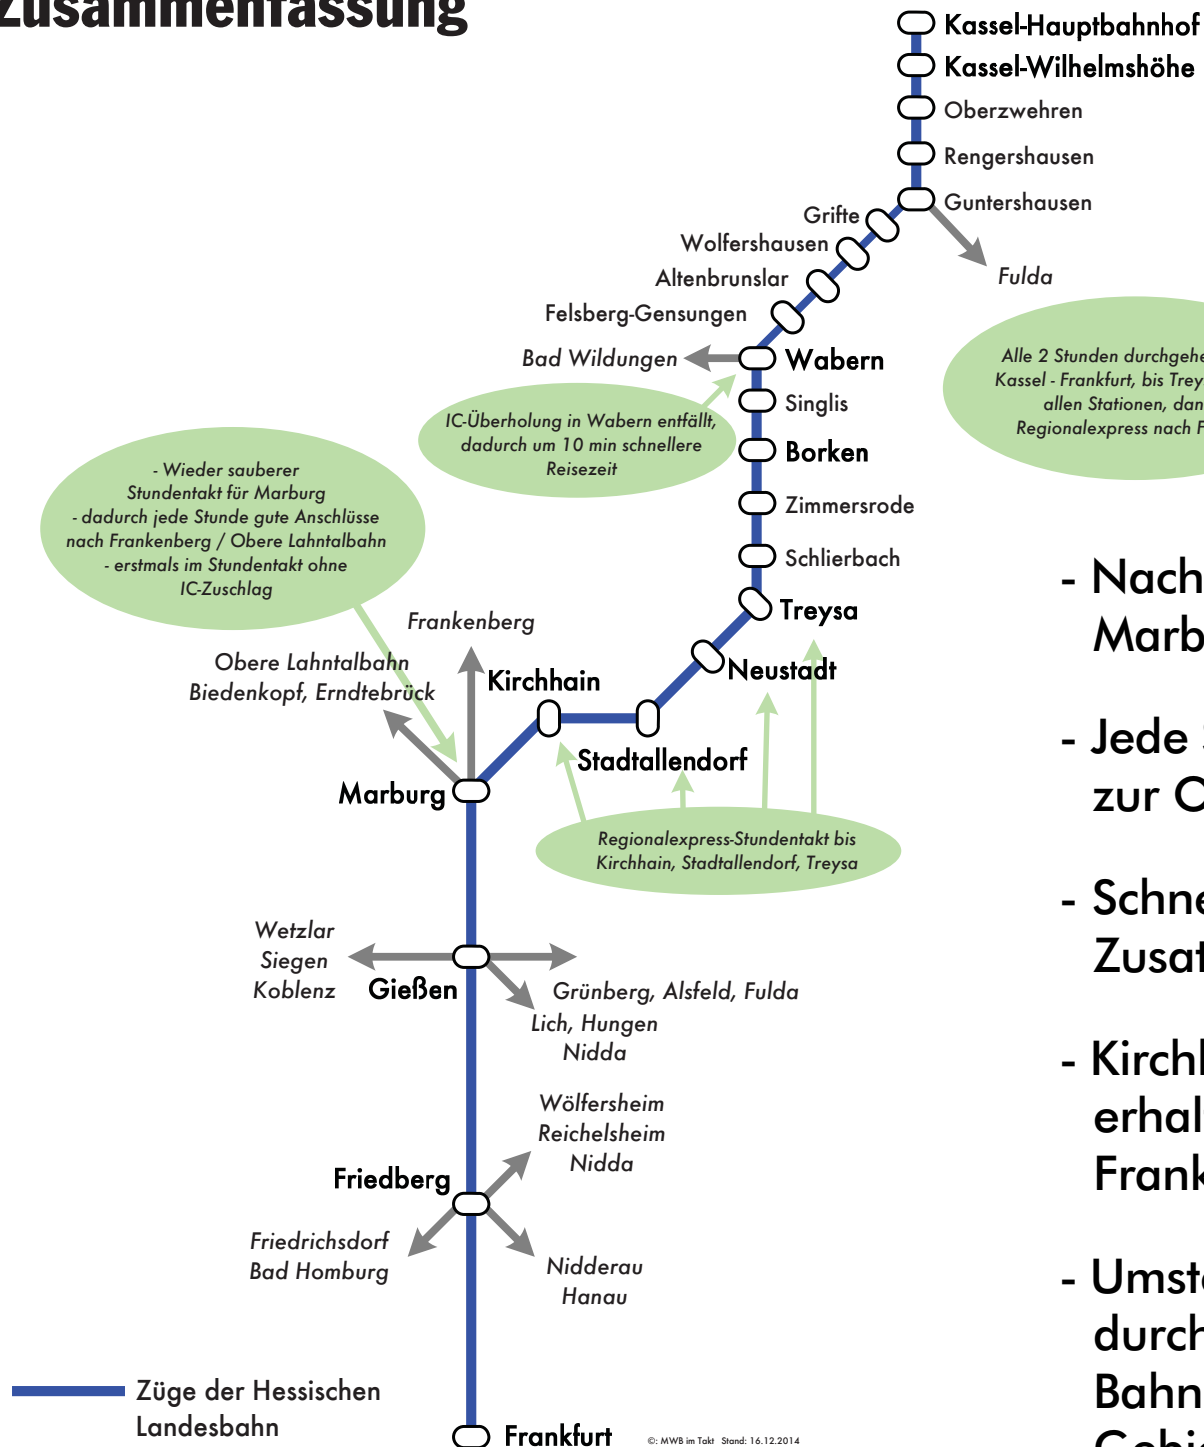 Zusammenfassung
Kassel-Hauptbahnhof
Kassel-Wilhelmshöhe
Oberzwehren
Rengershausen
Guntershausen
Grifte
Wolfershausen
Altenbrunslar
Fulda
Felsberg-Gensungen
Bad Wildungen
Wabern
Alle 2 Stunden durchgehe
Kassel - Frankfurt, bis Trey
allen Stationen, dan
Regionalexpress nach F
Singlis
IC-Überholung in Wabern entfällt,
dadurch um 10 min schnellere
Reisezeit
Borken
- Wieder sauberer
Stundentakt für Marburg
- dadurch jede Stunde gute Anschlüsse
nach Frankenberg / Obere Lahntalbahn
- erstmals im Stundentakt ohne
IC-Zuschlag
Zimmersrode
Schlierbach
Treysa
Frankenberg
Obere Lahntalbahn
Biedenkopf, Erndtebrück
Kirchhain
Neustadt
Stadtallendorf
Marburg
Regionalexpress-Stundentakt bis
Kirchhain, Stadtallendorf, Treysa
Wetzlar
Siegen
Koblenz
Gießen
Grünberg, Alsfeld, Fulda
Lich, Hungen
Nidda
Wölfersheim
Reichelsheim
Nidda
Friedberg
Friedrichsdorf
Bad Homburg
Nidderau
Hanau
Züge der Hessischen
Landesbahn
Frankfurt
©: MWB im Takt Stand: 16.12.2014
- Nach
Marb
- Jede
zur O
- Schne
Zusat
- Kirchh
erhal
Frank
- Umste
durch
Bahn